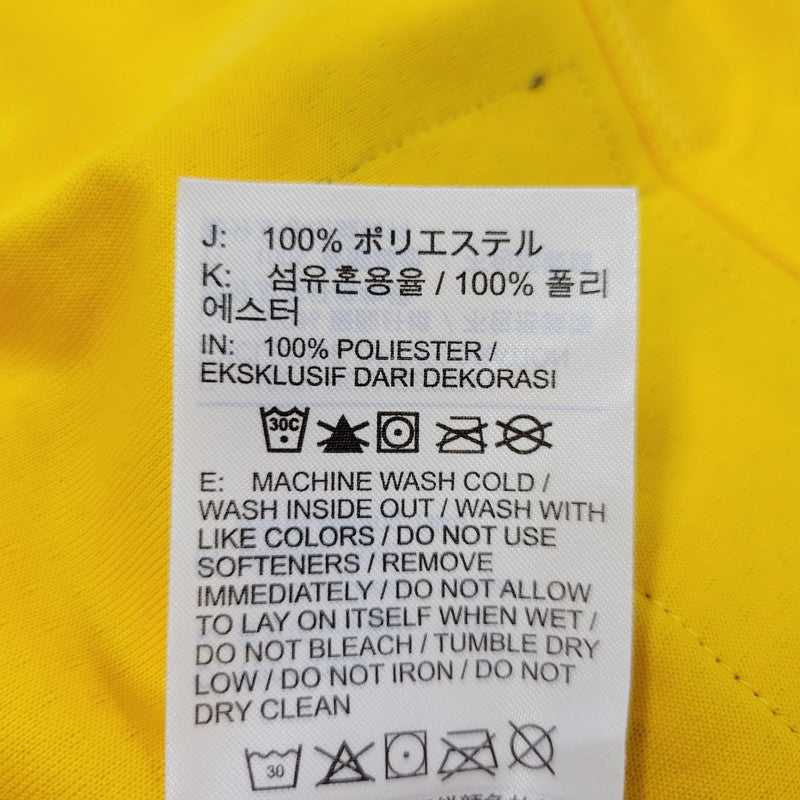 J: 100% ポリエステル
K: 섬유혼용율 / 100% 폴리
에스터
IN: 100% POLIESTER /
EKSKLUSIF DARI DEKORASI
30C
E: MACHINE WASH COLD /
WASH INSIDE OUT / WASH WITH
LIKE COLORS / DO NOT USE
SOFTENERS / REMOVE
IMMEDIATELY / DO NOT ALLOW
TO LAY ON ITSELF WHEN WET /
DO NOT BLEACH / TUMBLE DRY
LOW / DO NOT IRON / DO NOT
DRY CLEAN
30